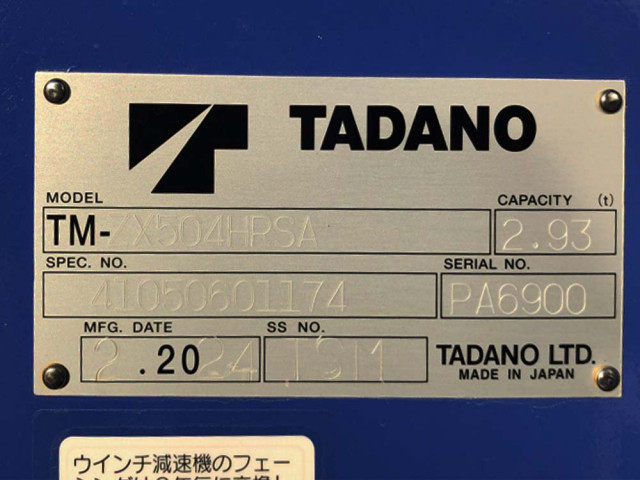 TADANO
MODEL
CAPACITY (t)
TM-ZX504HRSA
2.93
SPEC. NO.
SERIAL NO.
41050601174
PA6900
MFG. DATE
SS NO.
2.2024
TADANO LTD.
MADE IN JAPAN
ウインチ減速機のフェー